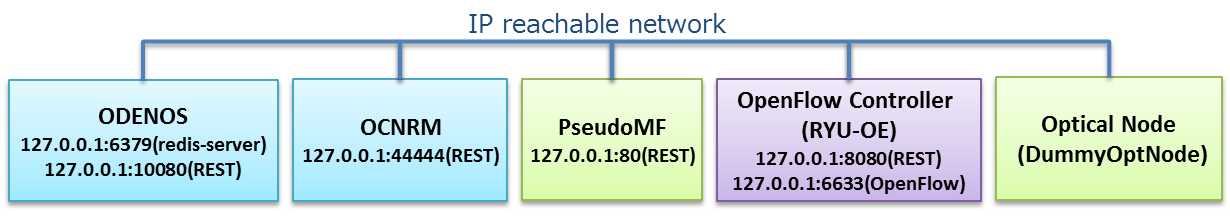 IP reachable network
ODENOS
127.0.0.1:6379(redis-server)
127.0.0.1:10080(REST)
OCNRM
127.0.0.1:44444(REST)
PseudoMF
127.0.0.1:80(REST)
OpenFlow Controller
(RYU-OE)
127.0.0.1:8080(REST)
127.0.0.1:6633(OpenFlow)
Optical Node
(DummyOptNode)